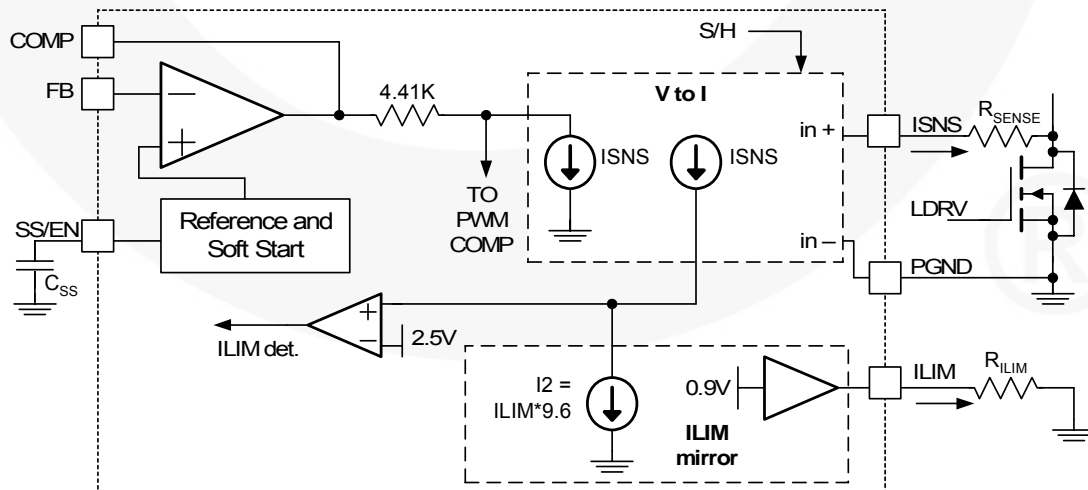 COMP
FB
SS/EN
CSS
4.41K
TO
PWM
COMP
Reference and
Soft Start
S/H
V to I
ISNS
ISNS
in +
in –
ISNS
RSENSE
LDRV
PGND
ILIM det.
+
–
2.5V
I2 =
ILIM*9.6
0.9V
ILIM
mirror
ILIM
RILIM
−
+
®